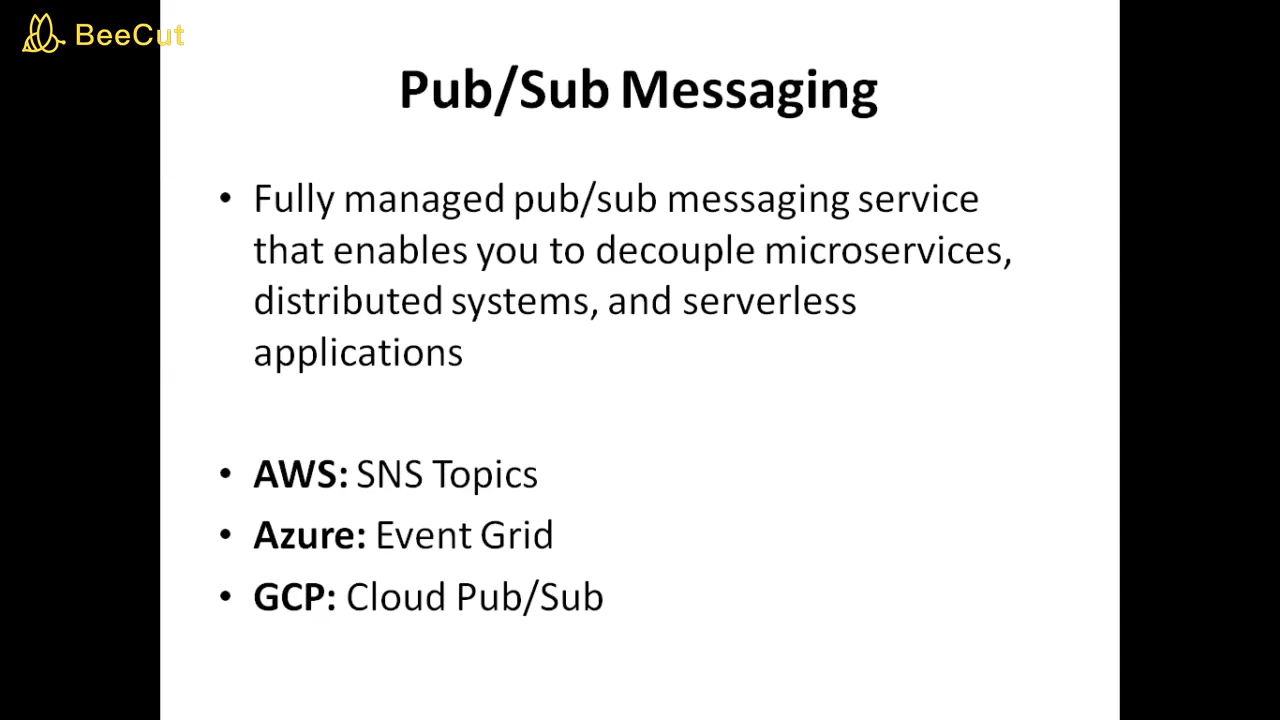 BeeCut
Pub/Sub Messaging
• Fully managed pub/sub messaging service
that enables you to decouple microservices,
distributed systems, and serverless
applications
• AWS: SNS Topics
• Azure: Event Grid
• GCP: Cloud Pub/Sub